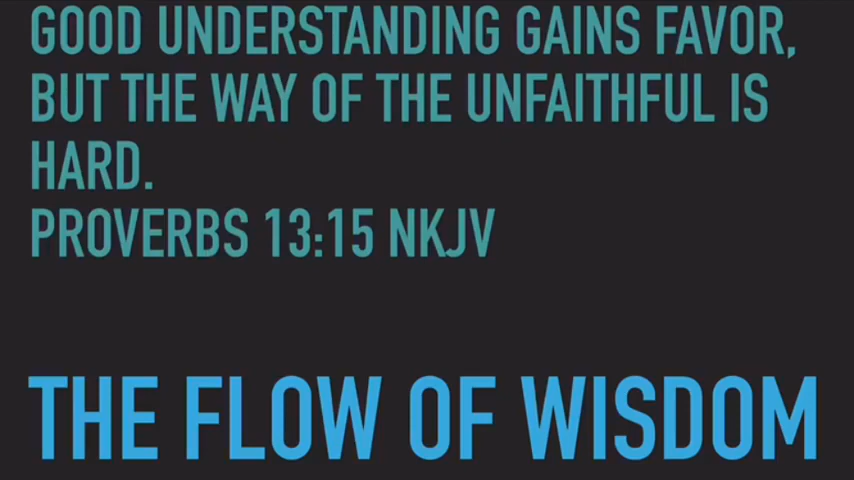 GOOD UNDERSTANDING GAINS FAVOR,
BUT THE WAY OF THE UNFAITHFUL IS
HARD.
PROVERBS 13:15 NKJV
THE FLOW OF WISDOM